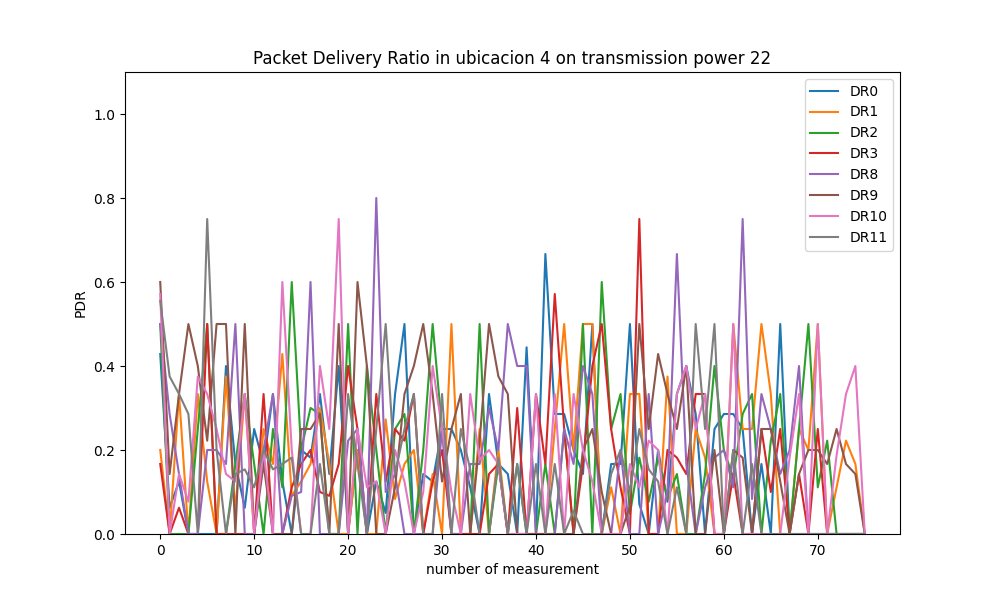 Packet Delivery Ratio in ubicacion 4 on transmission power 22
1.0
0.8
0.6
0.4
0.2
0.0
PDR
DR0
DR1
DR2
DR3
DR8
DR9
DR10
DR11
0 10 20 30 40 50 60 70
number of measurement